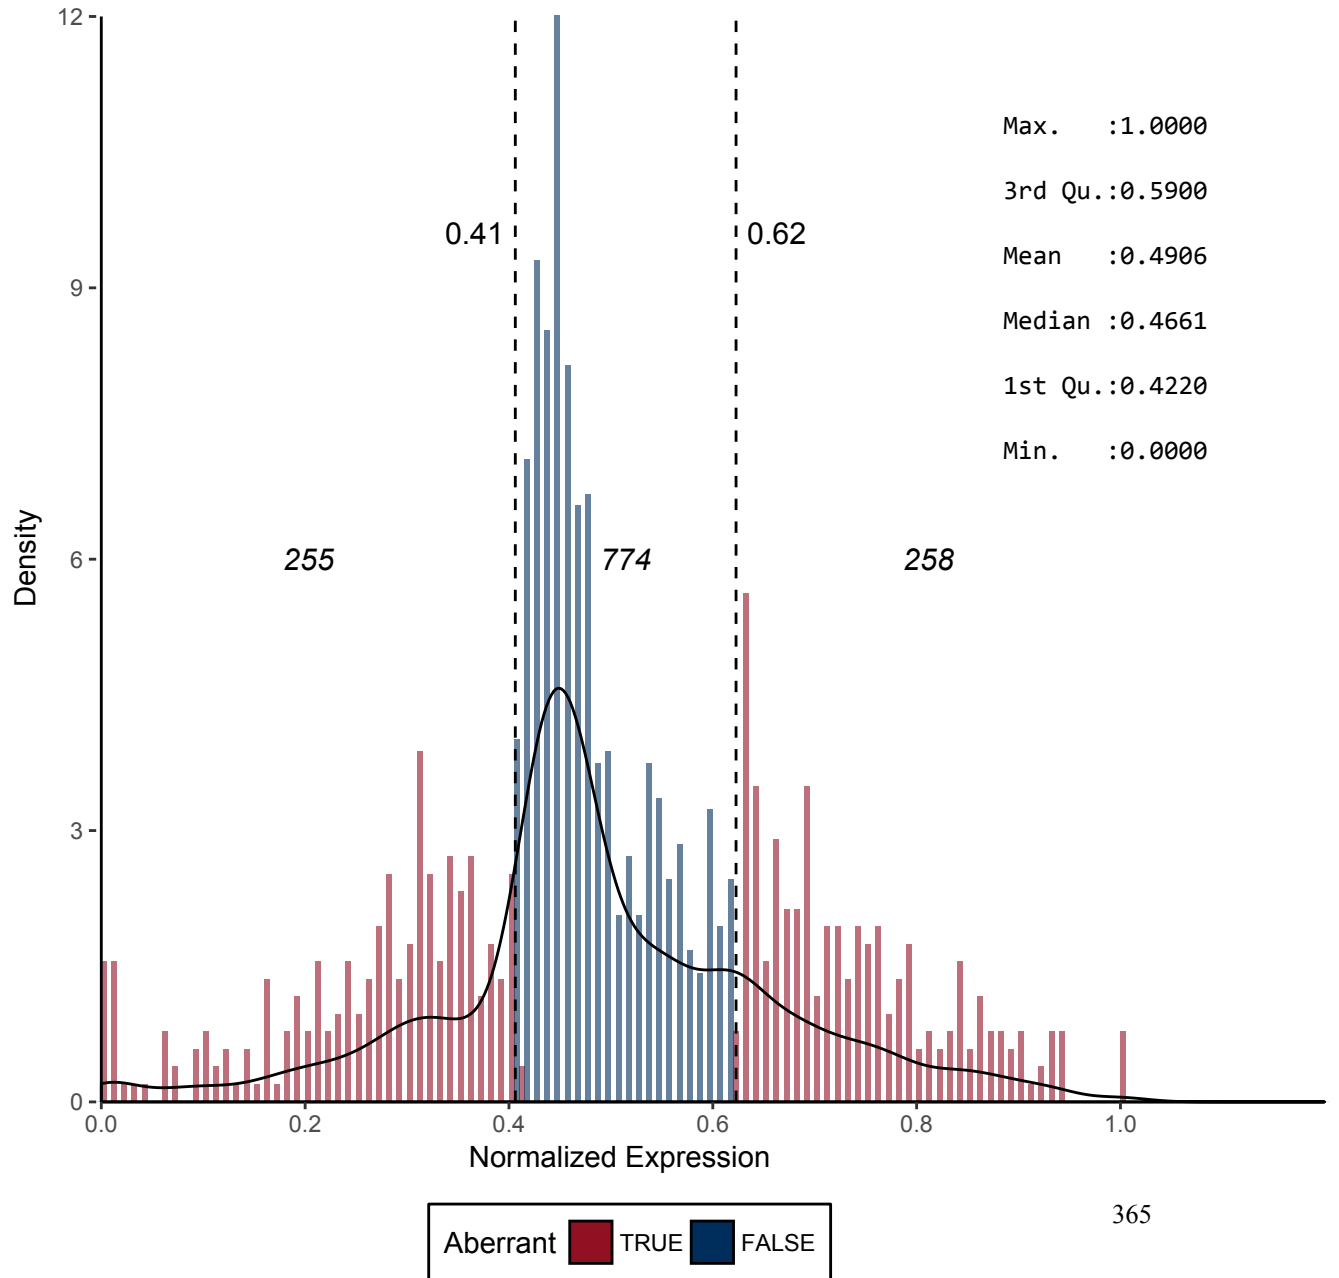 12
Max. :1.0000
3rd Qu.:0.5900
0.41
0.62
Mean :0.4906
9
Median :0.4661
1st Qu.:0.4220
Min. :0.0000
Density
6
255
774
258
3
0
0.0 0.2 0.4 0.6 0.8 1.0
Normalized Expression
365
Aberrant TRUE FALSE